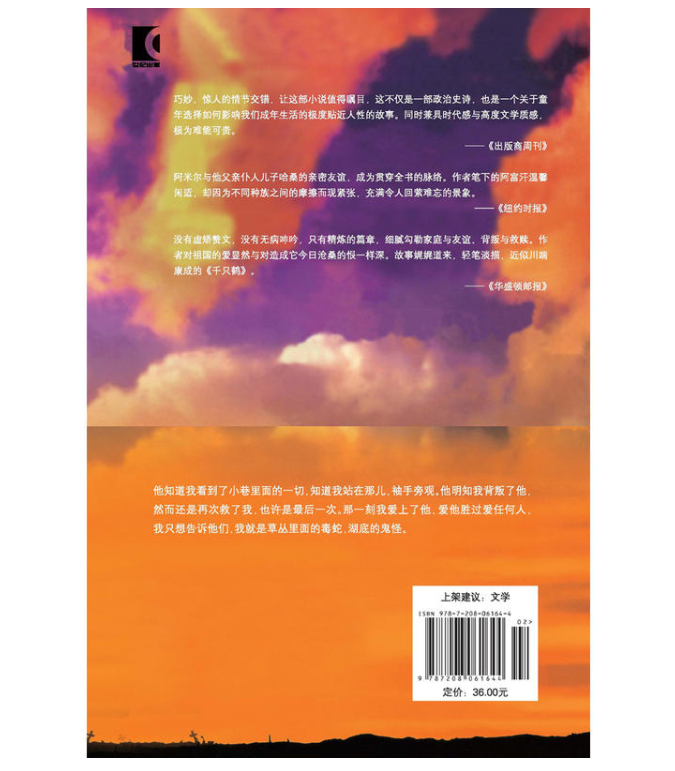 巧妙、惊人的情节交错，让这部小说值得瞩目，这不仅是一部政治史诗，也是一个关于童
年选择如何影响我们成年生活的极度贴近人性的故事。同时兼具时代感与高度文学质感，
极为难能可贵。
——《出版商周刊》
阿米尔与他父亲仆人儿子哈桑的亲密友谊，成为贯穿全书的脉络。作者笔下的阿富汗温馨
闲适，却因为不同种族之间的摩擦而现紧张，充满令人回萦难忘的景象。
——《纽约时报》
没有虚矫赘文，没有无病呻吟，只有精炼的篇章，细腻勾勒家庭与友谊，背叛与救赎。作
者对祖国的爱显然与对造成它今日沧桑的恨一样深。故事娓娓道来，轻笔淡描，近似川端
康成的《千只鹤》。
——《华盛顿邮报》
他知道我看到了小巷里面的一切，知道我站在那儿，袖手旁观。他明知我背叛了他，
然而还是再次救了我，也许是最后一次。那一刻我爱上了他，爱他胜过爱任何人，
我只想告诉他们，我就是草丛里面的毒蛇，湖底的鬼怪。
上架建议：文学
ISBN 978-7-208-06164-4
02>
9 787208 061644
定价：36.00元